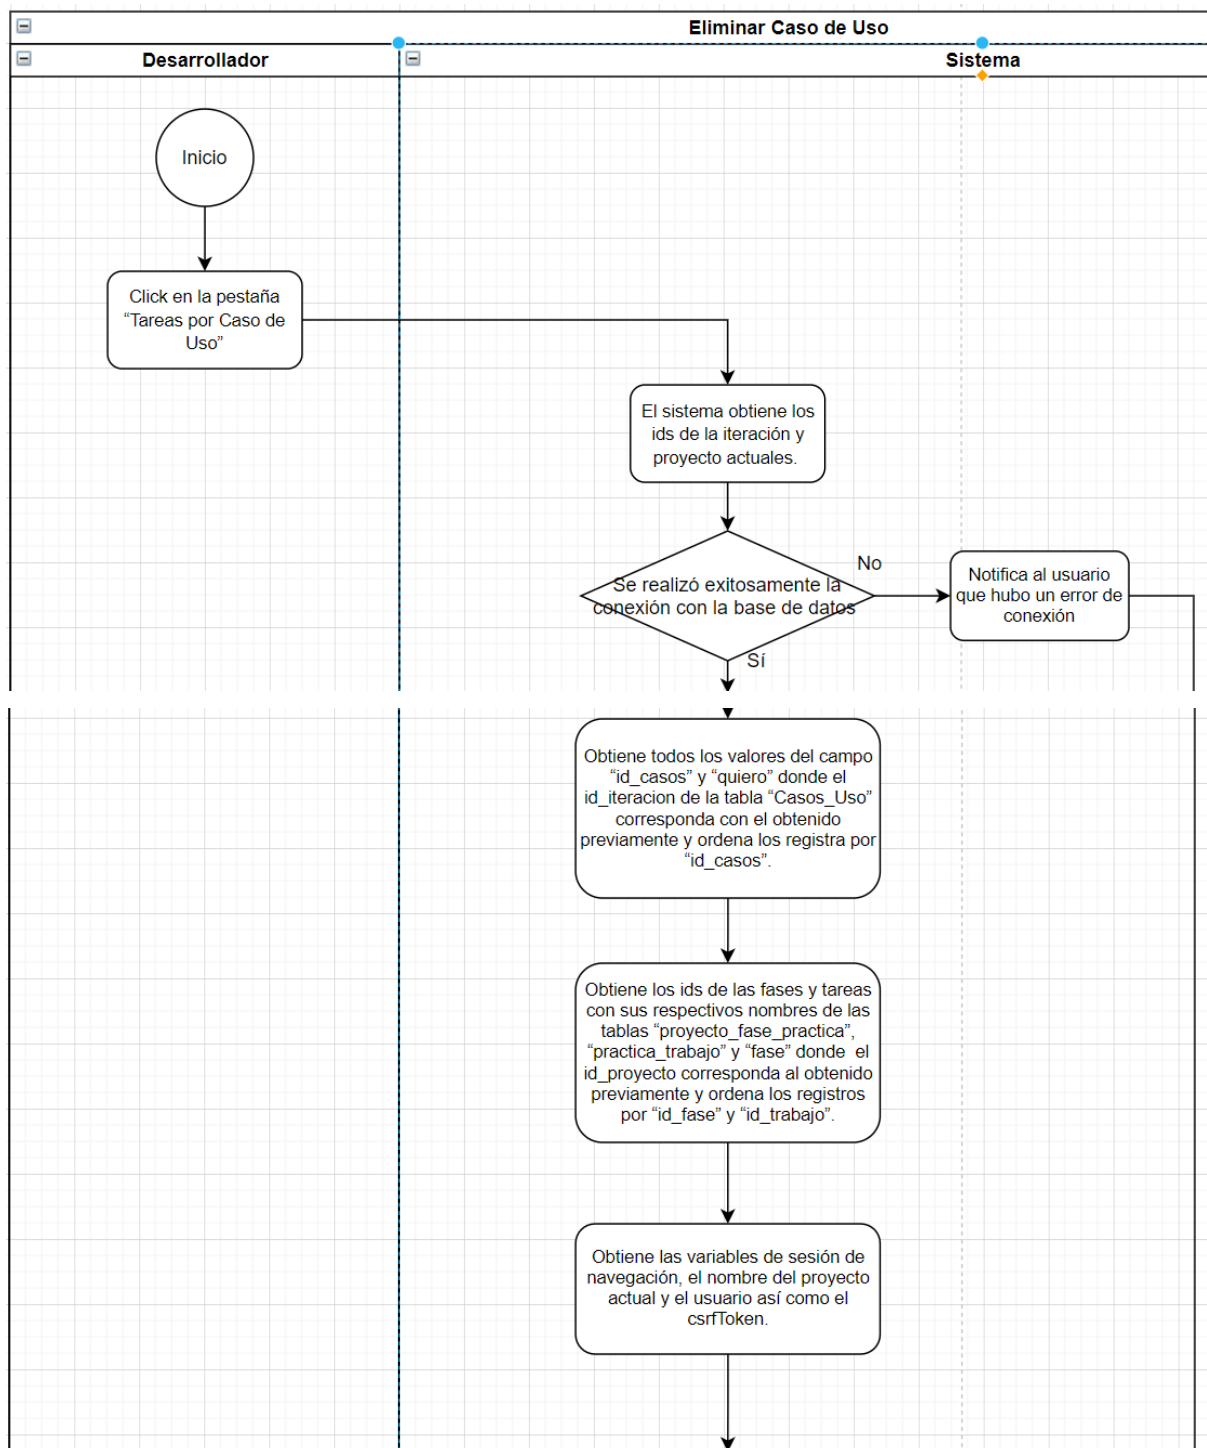 Eliminar Caso de Uso
Desarrollador
Sistema
Inicio
Click en la pestaña
“Tareas por Caso de
Uso”
El sistema obtiene los
ids de la iteración y
proyecto actuales.
Se realizó exitosamente la
conexión con la base de datos
No
Notifica al usuario
que hubo un error de
conexión
Sí
Obtiene todos los valores del campo
“id_casos” y “quiero” donde el
id_iteracion de la tabla “Casos_Uso”
corresponda con el obtenido
previamente y ordena los registra por
“id_casos”.
Obtiene los ids de las fases y tareas
con sus respectivos nombres de las
tablas “proyecto_fase_practica”,
“practica_trabajo” y “fase” donde el
id_proyecto corresponda al obtenido
previamente y ordena los registros
por “id_fase” y “id_trabajo”.
Obtiene las variables de sesión de
navegación, el nombre del proyecto
actual y el usuario así como el
csrfToken.